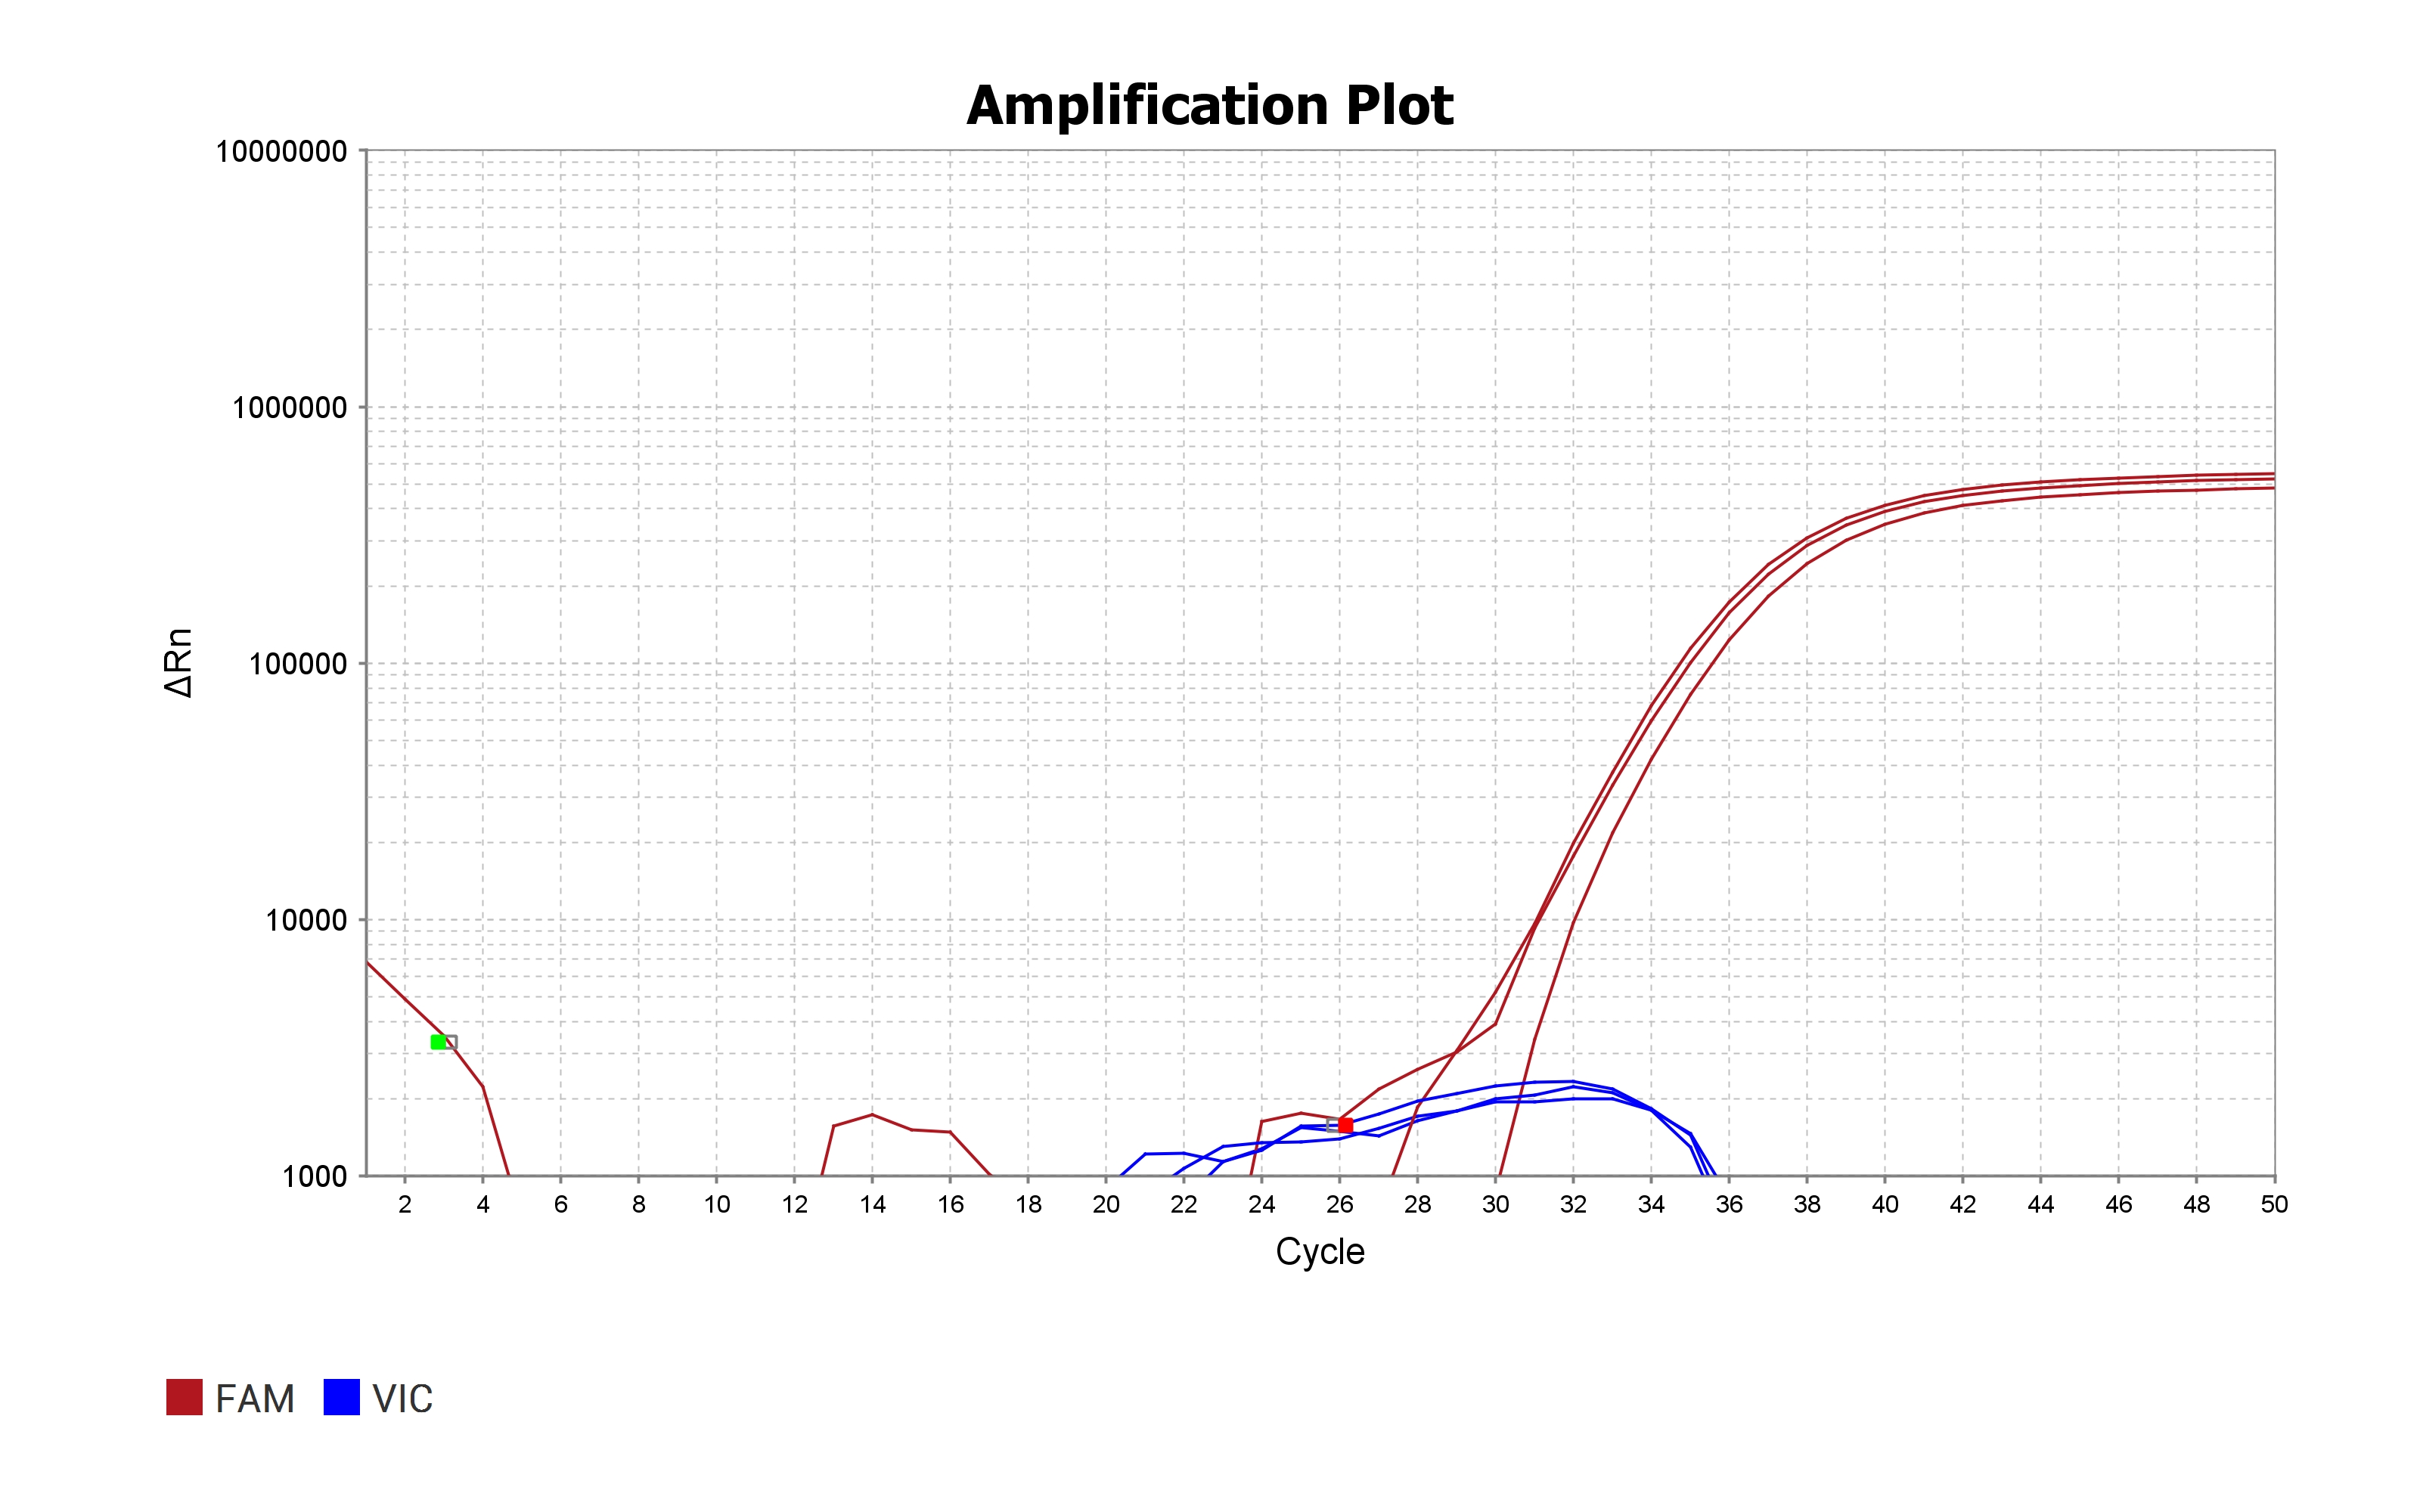 Amplification Plot
10000000
1000000
100000
10000
1000
ΔRn
2 4 6 8 10 12 14 16 18 20 22 24 26 28 30 32 34 36 38 40 42 44 46 48 50
Cycle
FAM VIC